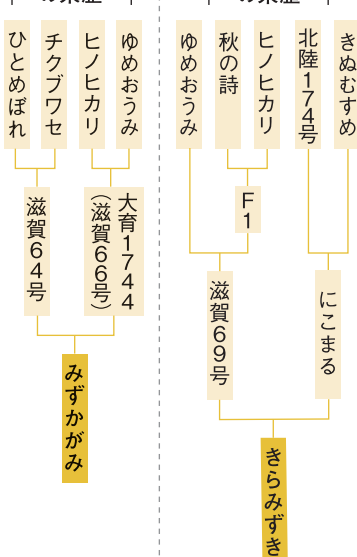 の来歴
きぬむすめ
北陸174号
ヒノヒカリ
秋の詩
ゆめおうみ
F1
にこまる
滋賀69号
きらみずき
の来歴
ゆめおうみ
ヒノヒカリ
チクブワセ
ひとめぼれ
大育1744
(滋賀66号)
滋賀64号
みずかがみ